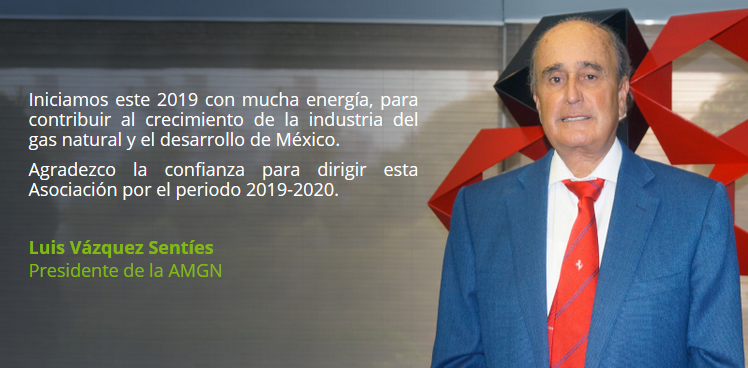 Iniciamos este 2019 con mucha energía, para
contribuir al crecimiento de la industria del
gas natural y el desarrollo de México.
Agradezco la confianza para dirigir esta
Asociación por el periodo 2019-2020.
Luis Vázquez Sentíes
Presidente de la AMGN